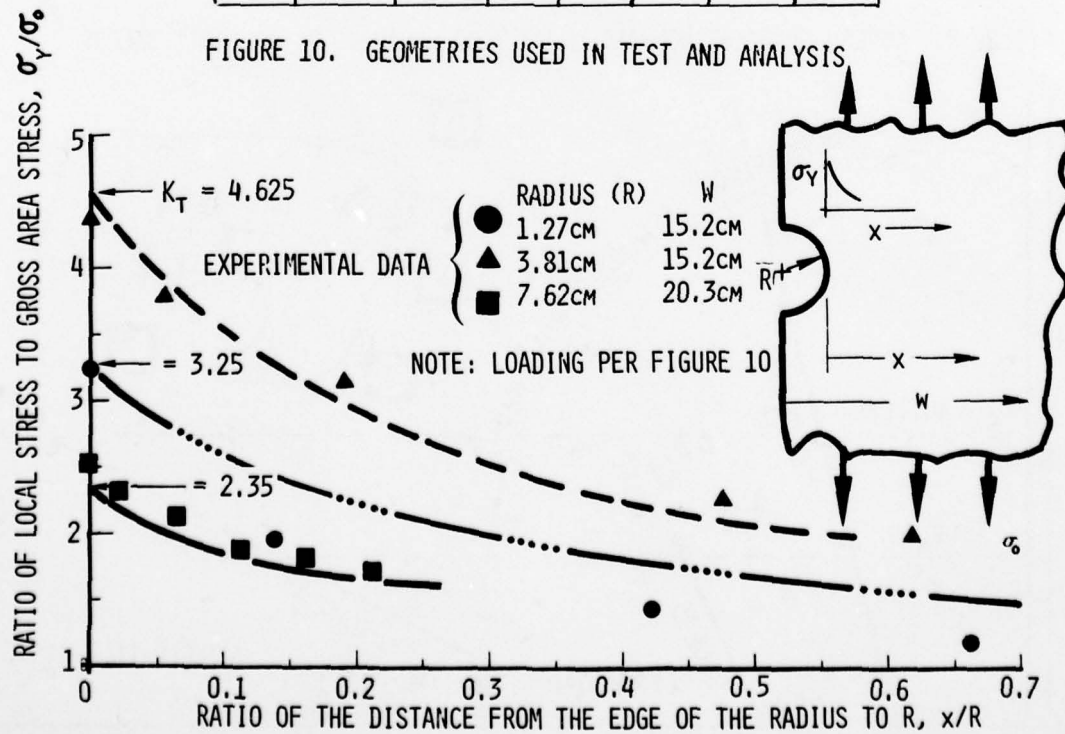 FIGURE 10. GEOMETRIES USED IN TEST AND ANALYSIS
RATIO OF LOCAL STRESS TO GROSS AREA STRESS, σY/σo
5
4
3
2
1
K_T = 4.625
= 3.25
= 2.35
EXPERIMENTAL DATA
RADIUS (R) W
1.27CM 15.2CM
3.81CM 15.2CM
7.62CM 20.3CM
NOTE: LOADING PER FIGURE 10
σY
X
R
X
W
σo
0 0.1 0.2 0.3 0.4 0.5 0.6 0.7
RATIO OF THE DISTANCE FROM THE EDGE OF THE RADIUS TO R, x/R